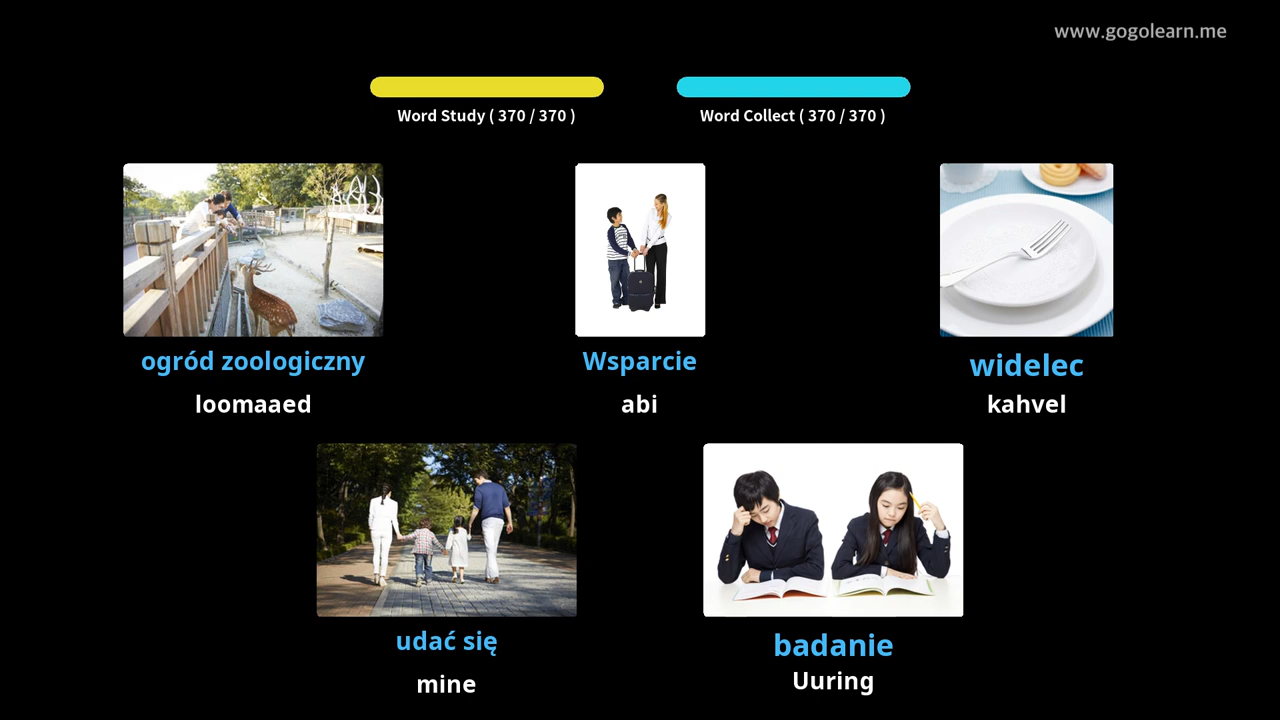 www.gogolearn.me
Word Study ( 370 / 370 )
Word Collect ( 370 / 370 )
ogród zoologiczny
loomaaed
Wsparcie
abi
widelec
kahvel
udać się
mine
badanie
Uuring